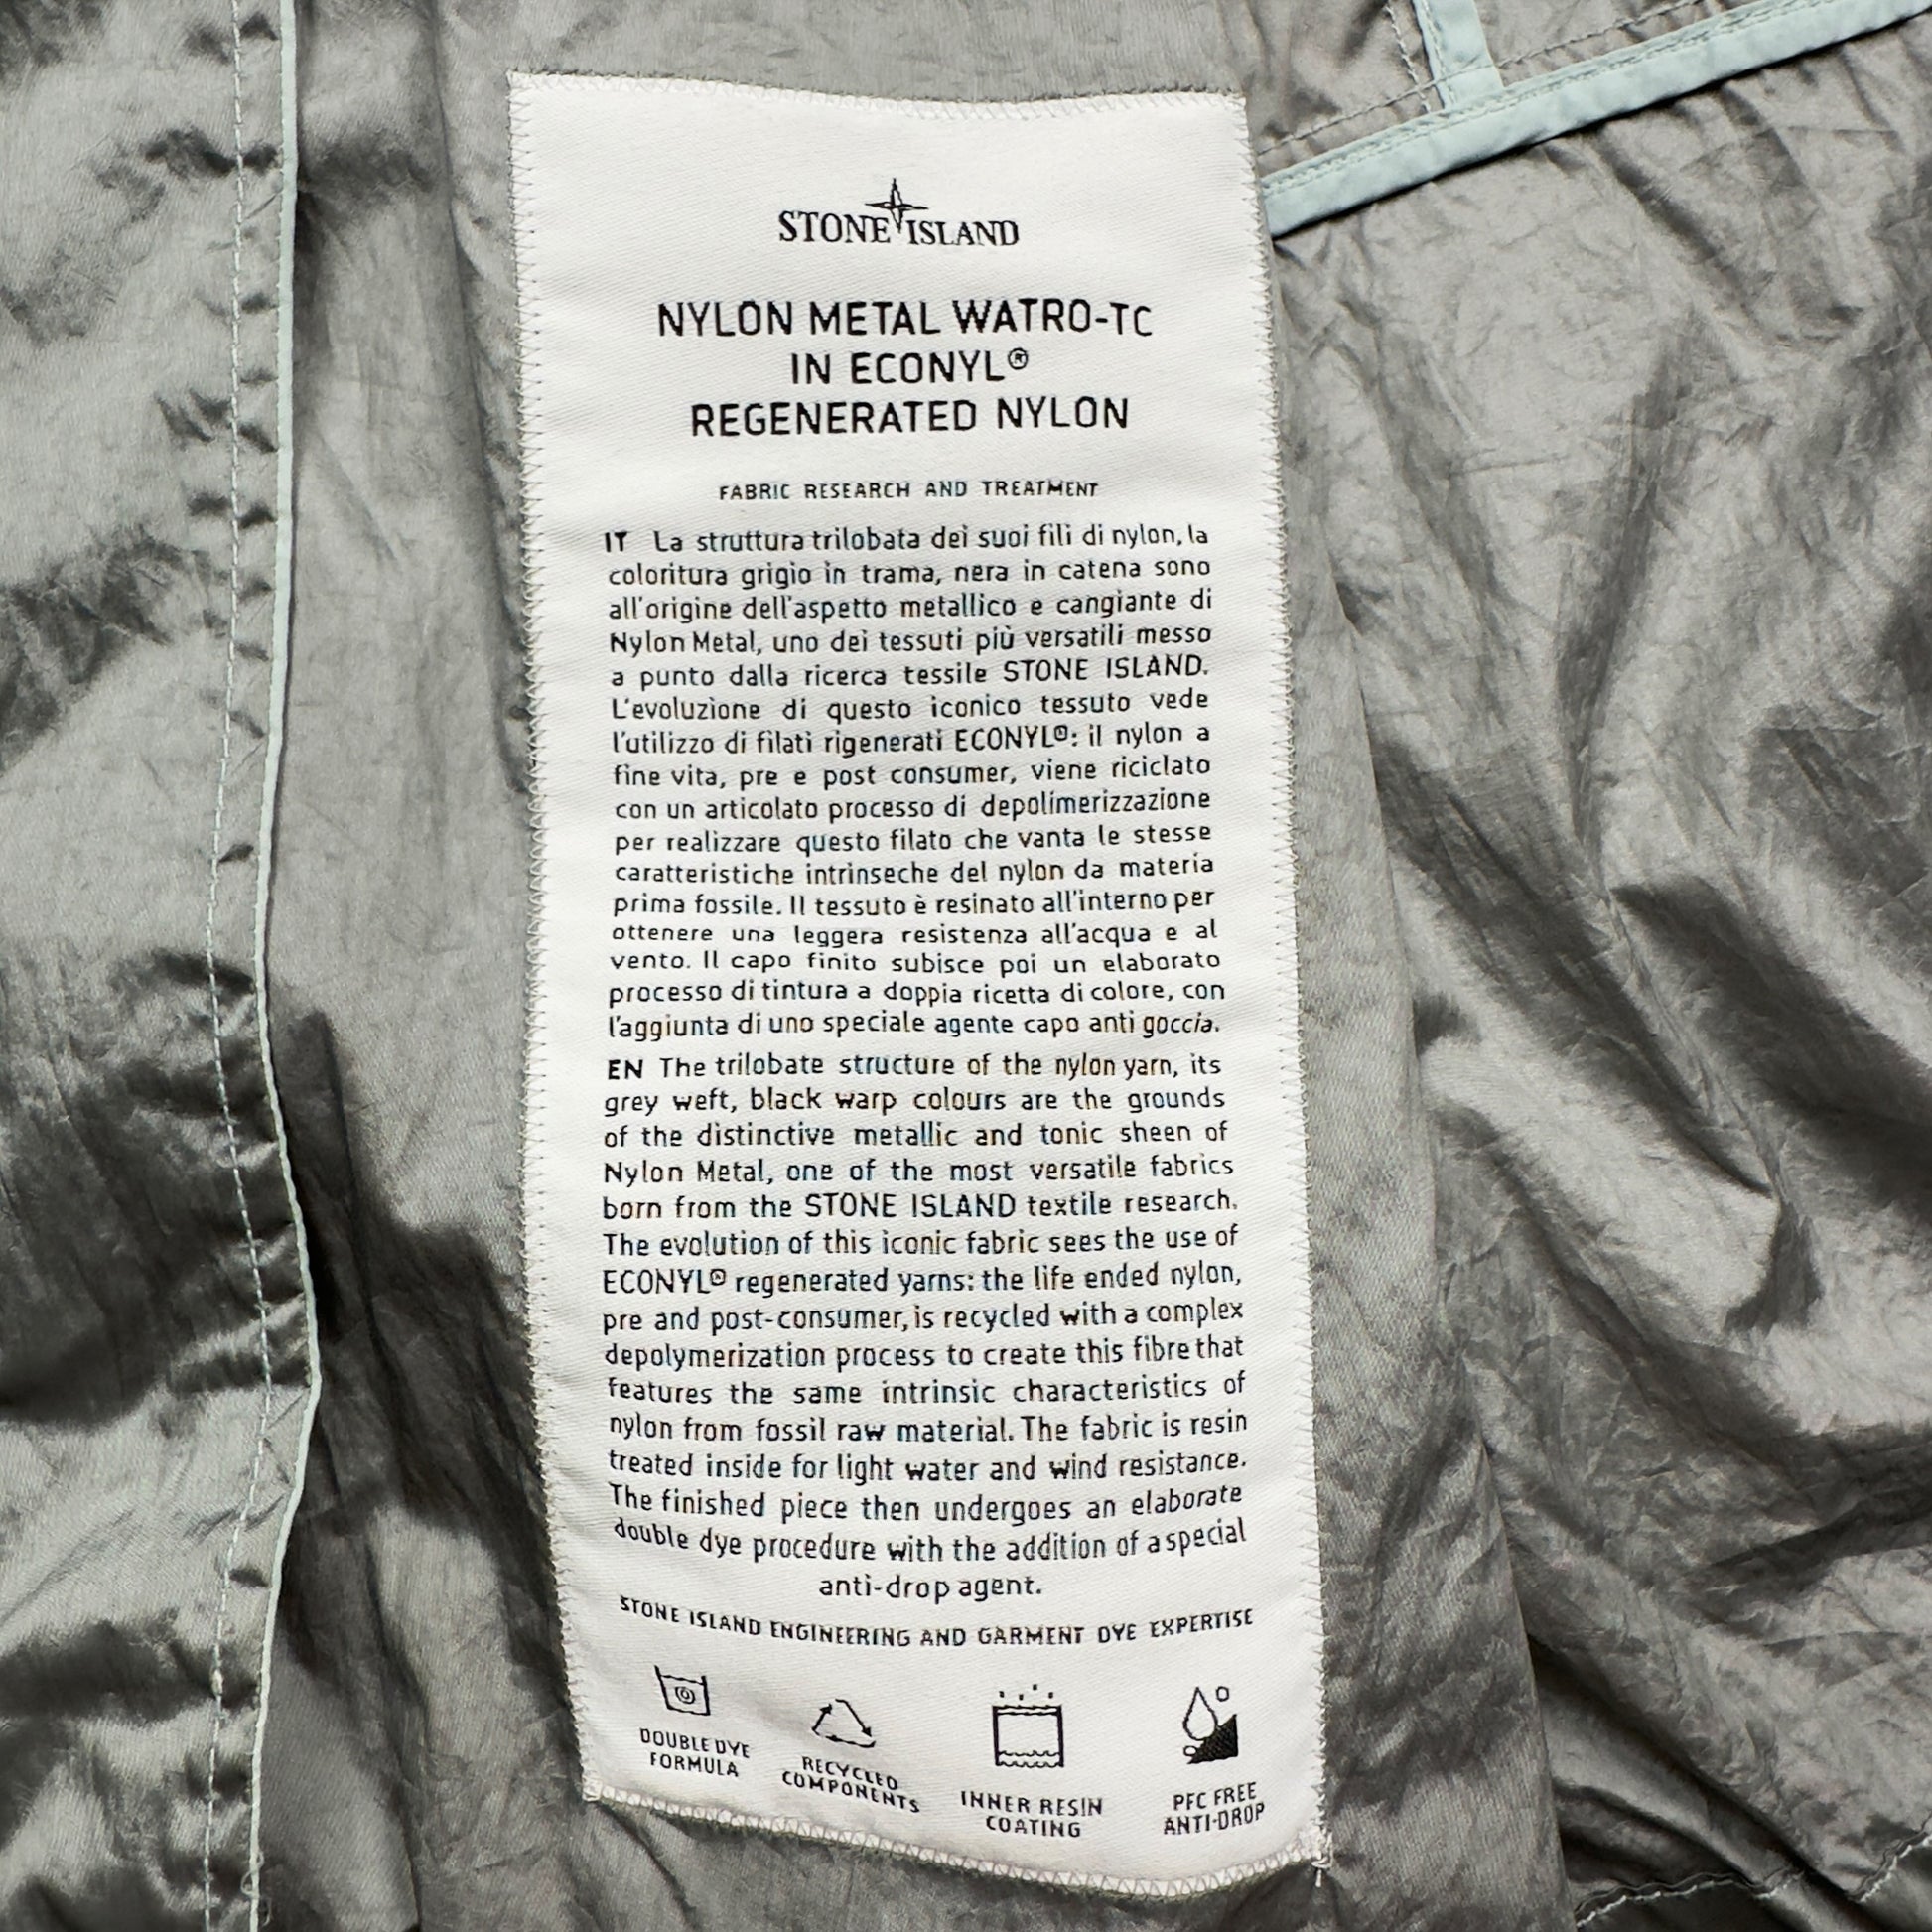 STONE ISLAND
NYLON METAL WATRO-TC
IN ECONYL®
REGENERATED NYLON
FABRIC RESEARCH AND TREATMENT
IT La struttura trilobata dei suoi fili di nylon, la
coloritura grigio in trama, nera in catena sono
all'origine dell'aspetto metallico e cangiante di
Nylon Metal, uno dei tessuti più versatili messo
a punto dalla ricerca tessile STONE ISLAND.
L'evoluzione di questo iconico tessuto vede
l'utilizzo di filati rigenerati ECONYL®: il nylon a
fine vita, pre e post consumer, viene riciclato
con un articolato processo di depolimerizzazione
per realizzare questo filato che vanta le stesse
caratteristiche intrinseche del nylon da materia
prima fossile. Il tessuto è resinato all'interno per
ottenere una leggera resistenza all'acqua e al
vento. Il capo finito subisce poi un elaborato
processo di tintura a doppia ricetta di colore, con
l'aggiunta di uno speciale agente capo anti goccia.
EN The trilobate structure of the nylon yarn, its
grey weft, black warp colours are the grounds
of the distinctive metallic and tonic sheen of
Nylon Metal, one of the most versatile fabrics
born from the STONE ISLAND textile research.
The evolution of this iconic fabric sees the use of
ECONYL® regenerated yarns: the life ended nylon,
pre and post-consumer, is recycled with a complex
depolymerization process to create this fibre that
features the same intrinsic characteristics of
nylon from fossil raw material. The fabric is resin
treated inside for light water and wind resistance.
The finished piece then undergoes an elaborate
double dye procedure with the addition of a special
anti-drop agent.
STONE ISLAND ENGINEERING AND GARMENT DYE EXPERTISE
DOUBLE DYE
FORMULA
RECYCLED
COMPONENTS
INNER RESIN
COATING
PFC FREE
ANTI-DROP